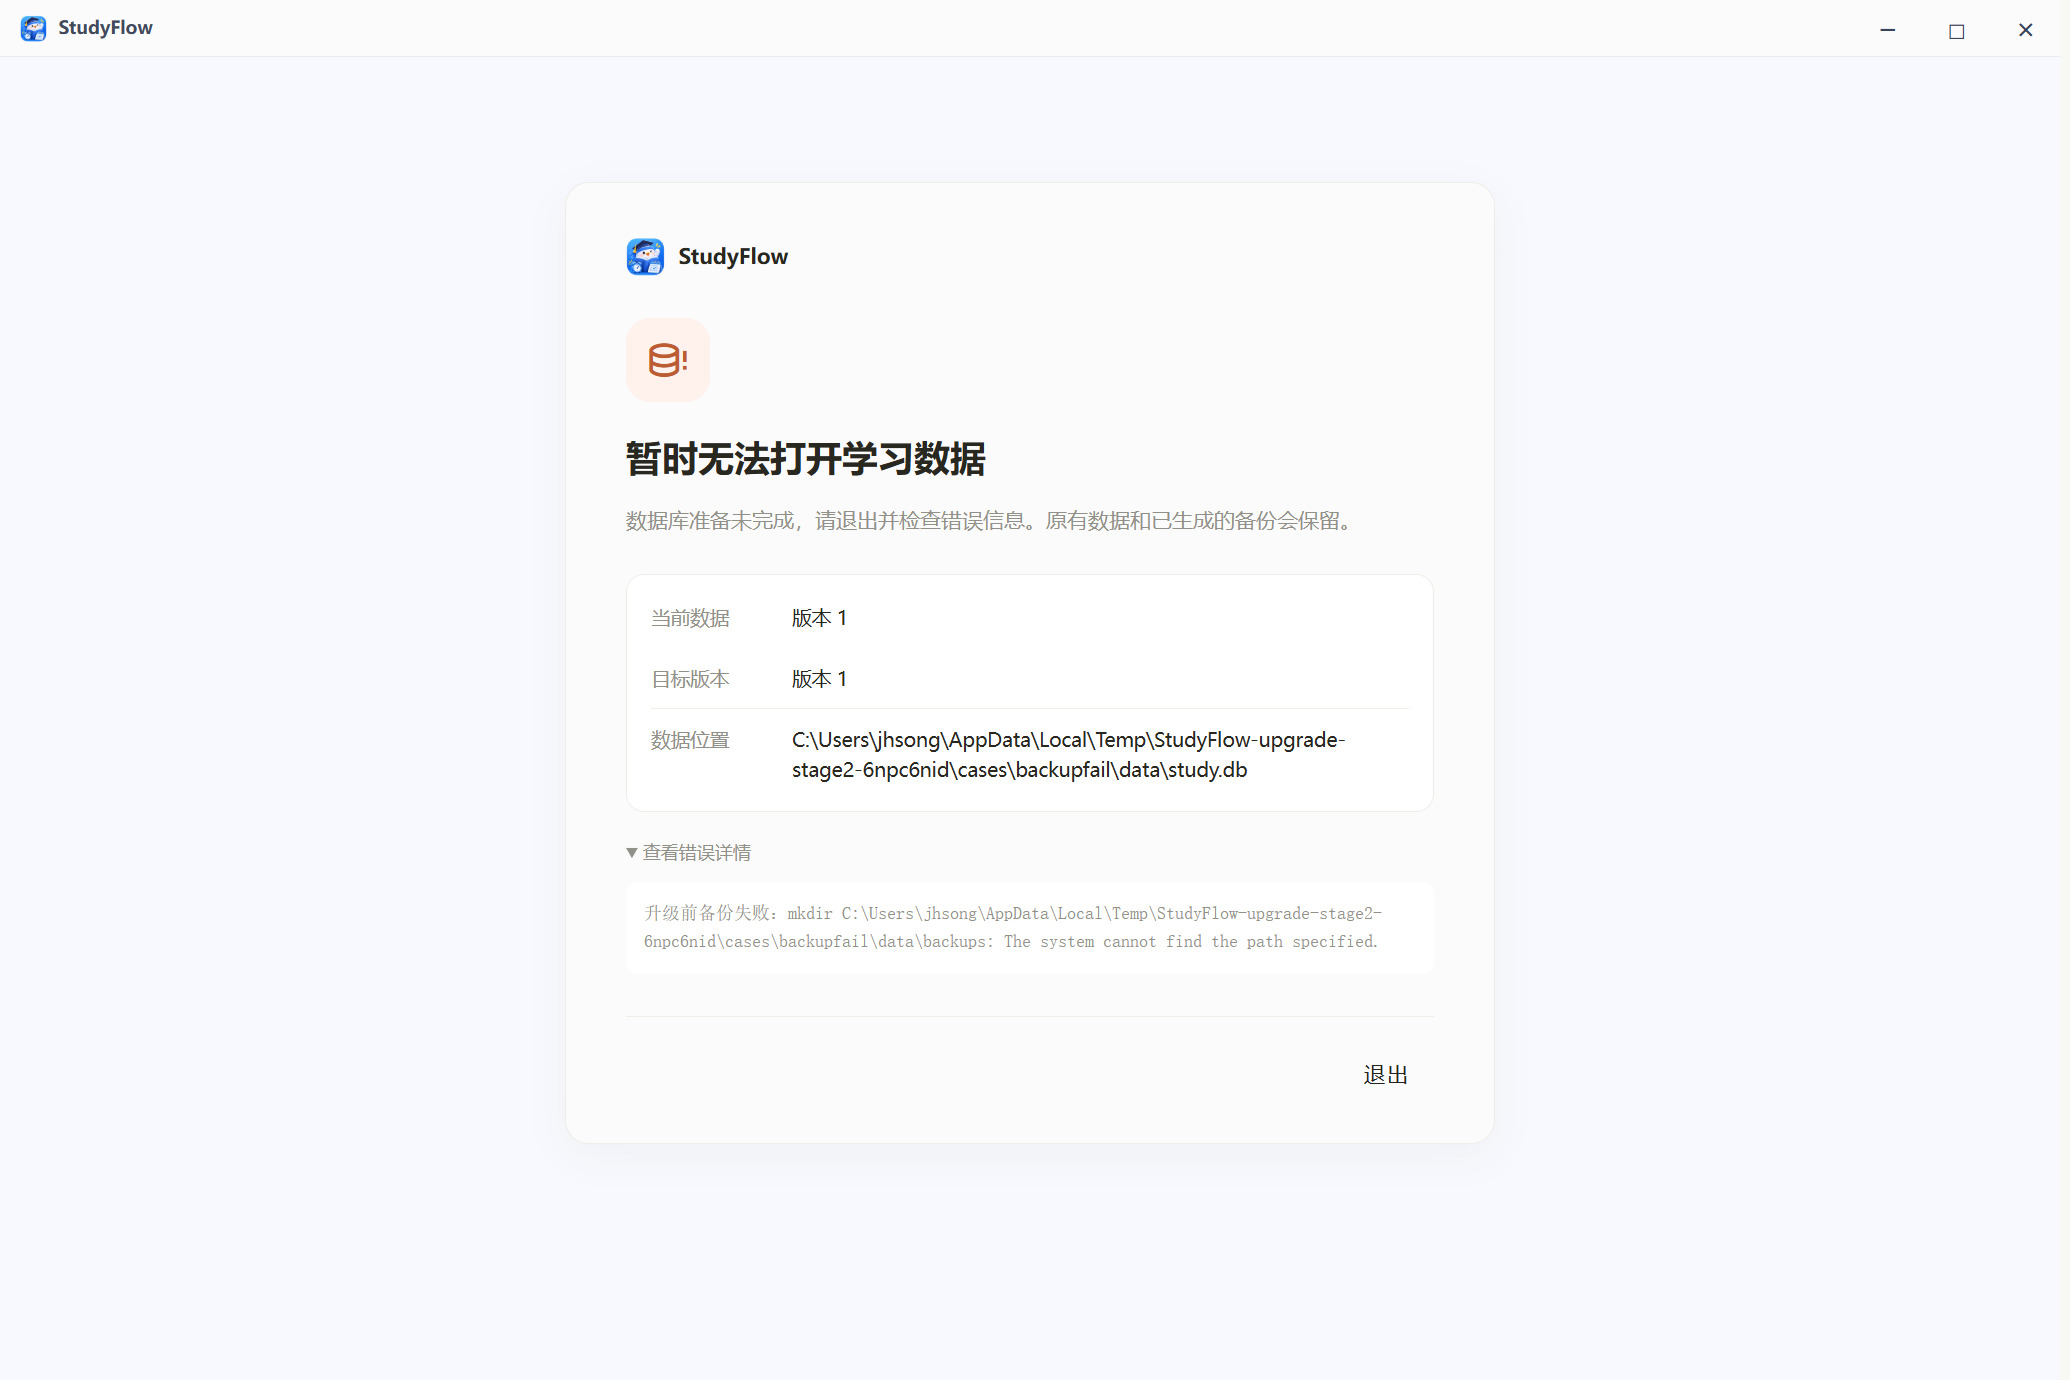 StudyFlow
StudyFlow
暂时无法打开学习数据
数据库准备未完成，请退出并检查错误信息。原有数据和已生成的备份会保留。
当前数据 版本 1
目标版本 版本 1
数据位置 C:\Users\jhsong\AppData\Local\Temp\StudyFlow-upgrade-
stage2-6npc6nid\cases\backupfail\data\study.db
▼ 查看错误详情
升级前备份失败：mkdir C:\Users\jhsong\AppData\Local\Temp\StudyFlow-upgrade-stage2-
6npc6nid\cases\backupfail\data\backups: The system cannot find the path specified.
退出